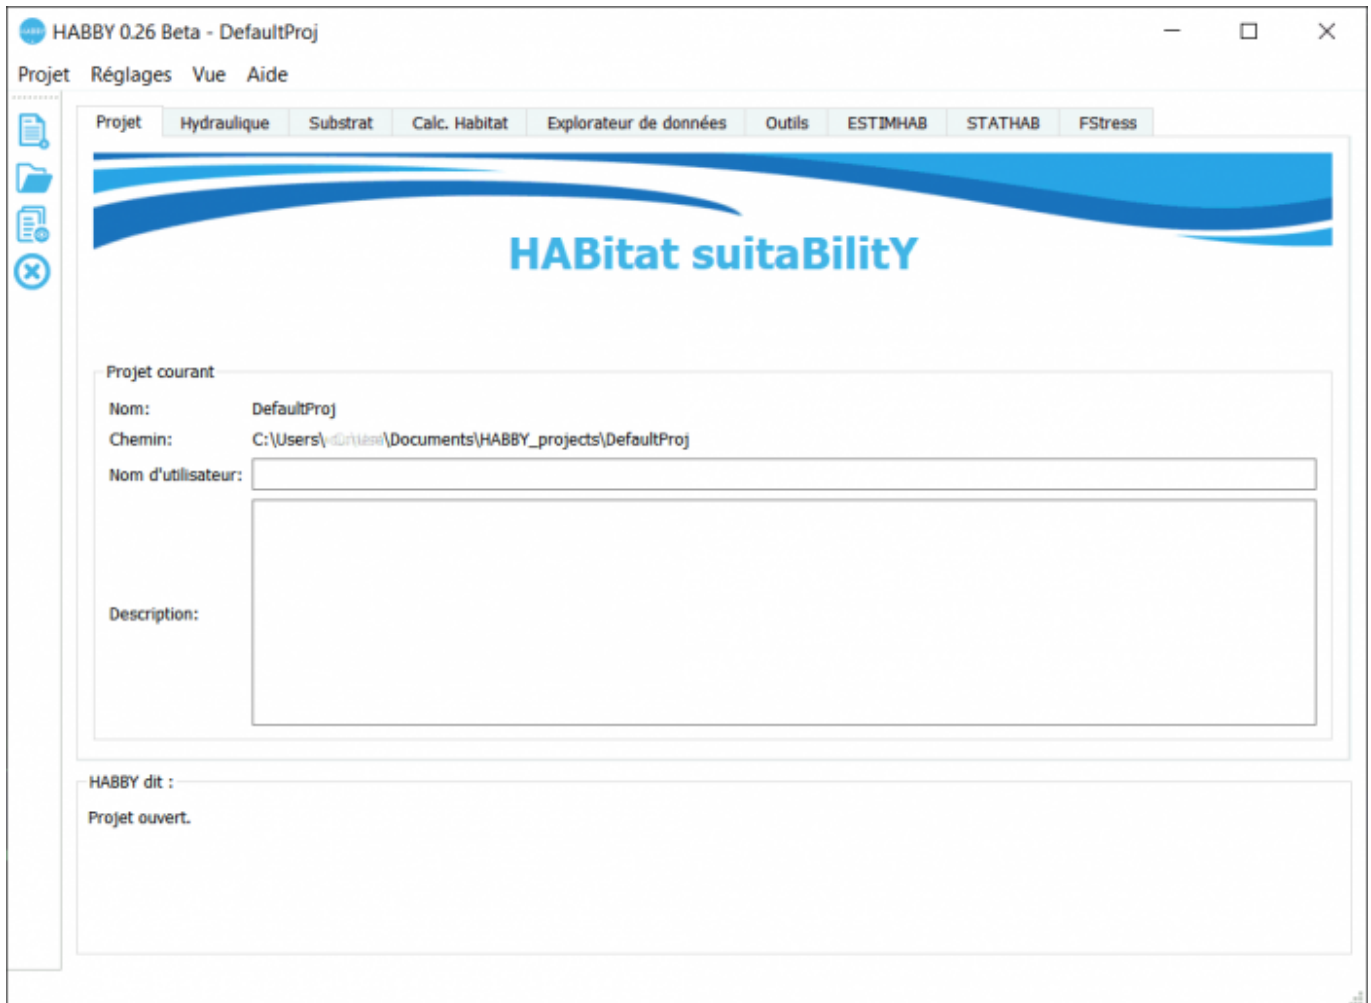 HABBY 0.26 Beta - DefaultProj
Projet Réglages Vue Aide
Projet Hydraulique Substrat Calc. Habitat Explorateur de données Outils ESTIMHAB STATHAB FStress
HABitat suitaBilitY
Projet courant
Nom: DefaultProj
Chemin: C:\Users\ \Documents\HABBY_projects\DefaultProj
Nom d'utilisateur:
Description:
HABBY dit :
Projet ouvert.